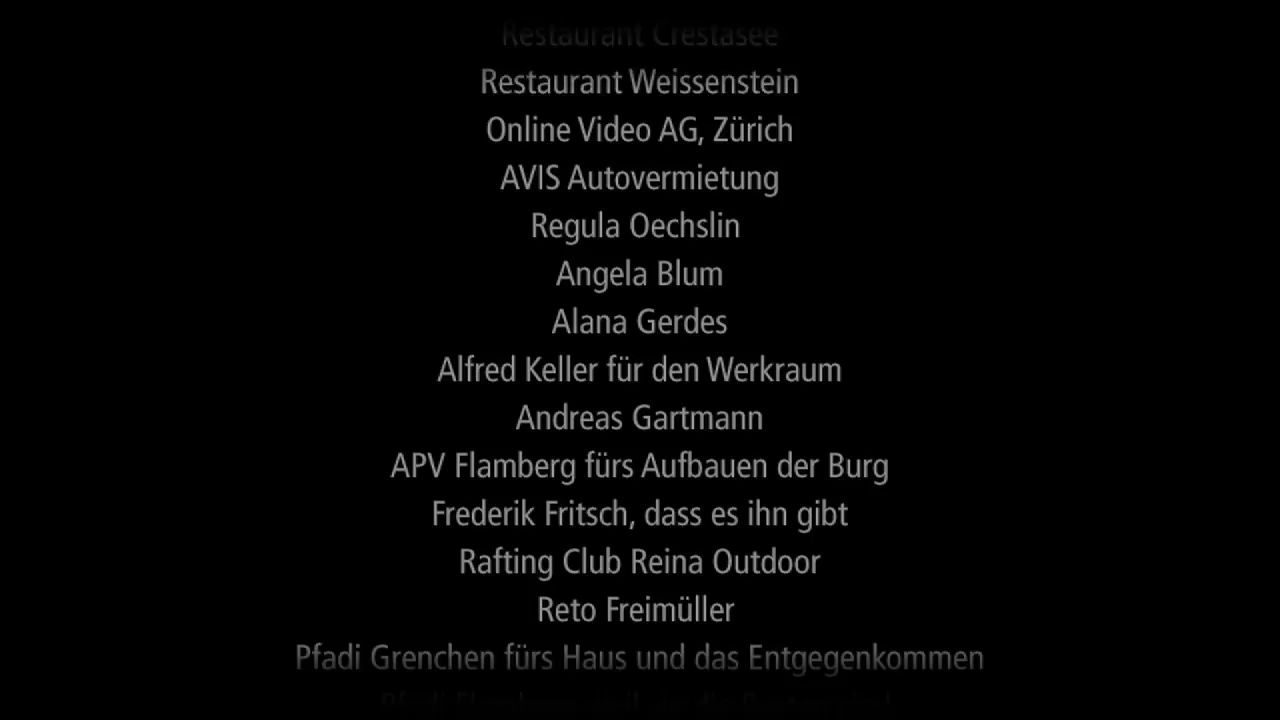 Restaurant Crestasee
Restaurant Weissenstein
Online Video AG, Zürich
AVIS Autovermietung
Regula Oechslin
Angela Blum
Alana Gerdes
Alfred Keller für den Werkraum
Andreas Gartmann
APV Flamberg fürs Aufbauen der Burg
Frederik Fritsch, dass es ihn gibt
Rafting Club Reina Outdoor
Reto Freimüller
Pfadi Grenchen fürs Haus und das Entgegenkommen